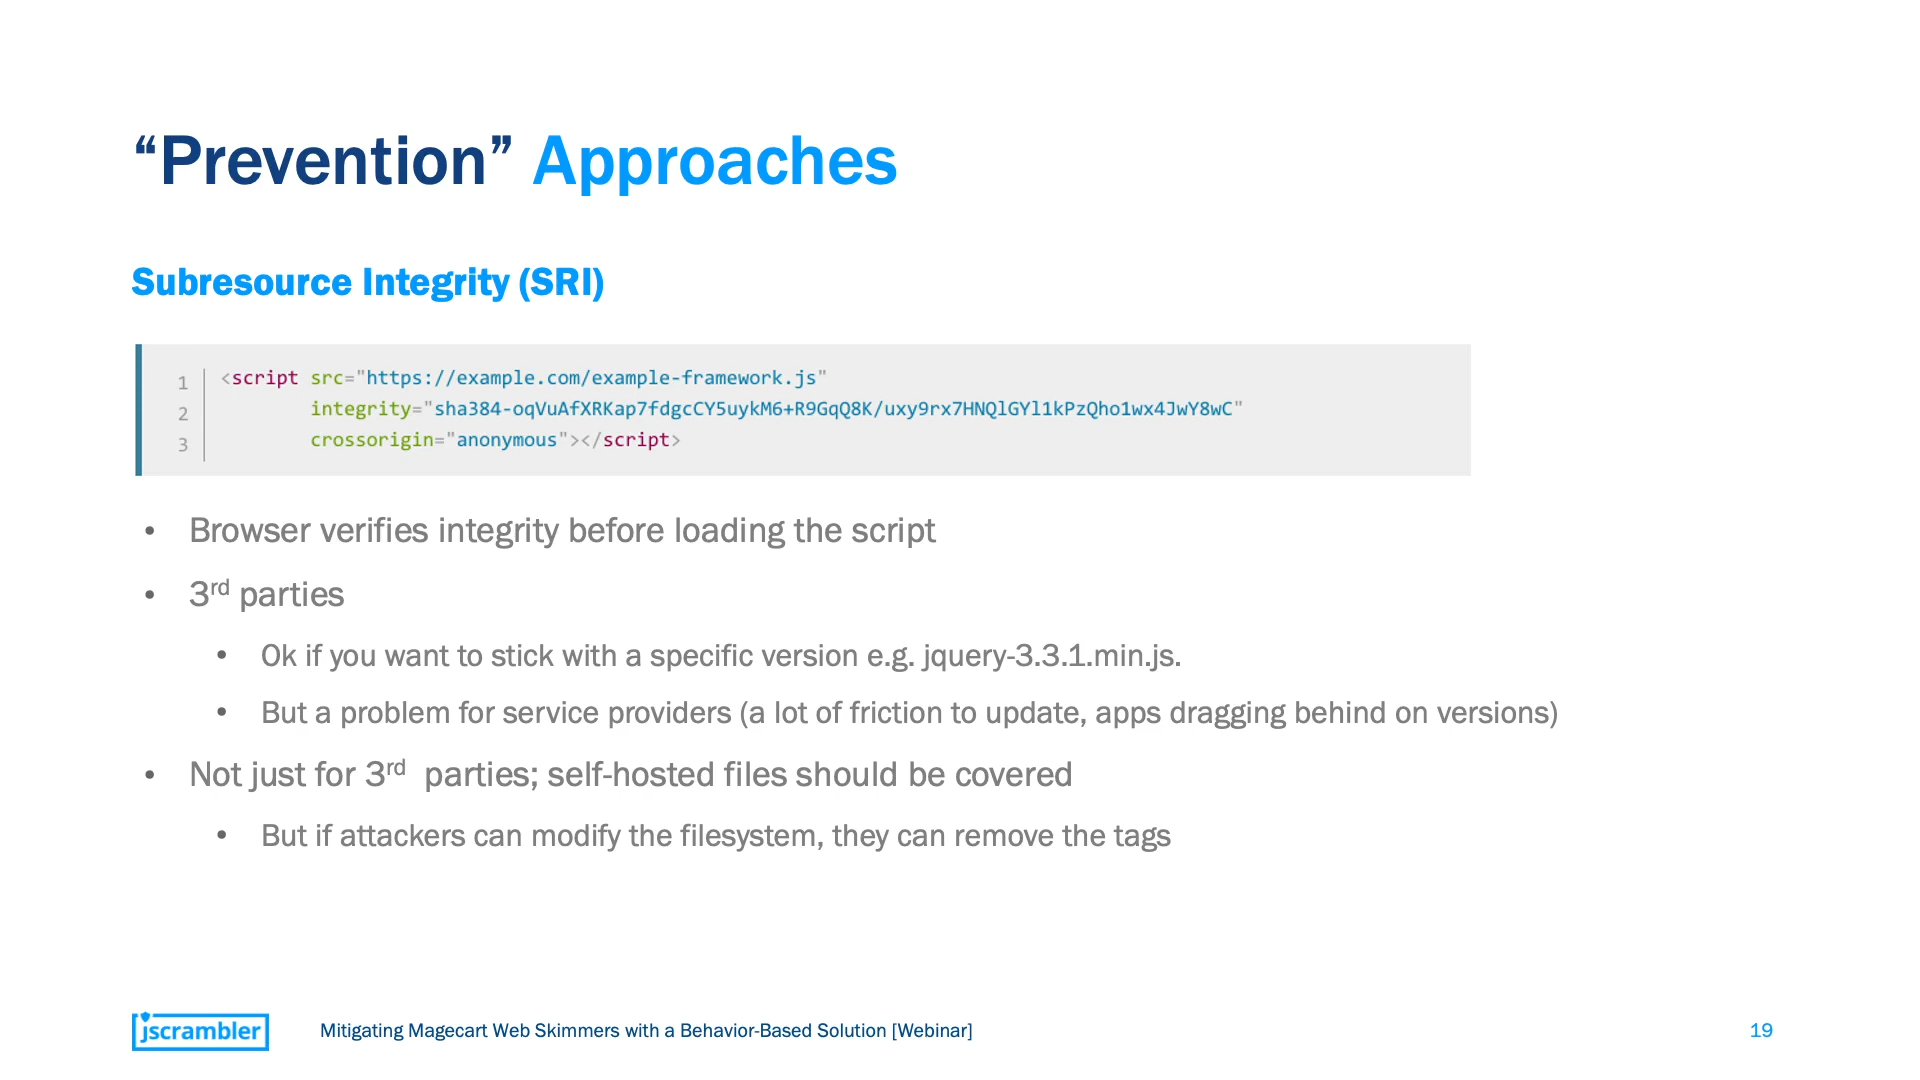 “Prevention” Approaches
Subresource Integrity (SRI)
1 <script src="https://example.com/example-framework.js"
2 integrity="sha384-oqVuAfXRKap7fdgcCY5uykM6+R9GqQ8K/uxy9rx7HNQlGYl1kPzQho1wx4JwY8wC"
3 crossorigin="anonymous"></script>
• Browser verifies integrity before loading the script
• 3rd parties
• Ok if you want to stick with a specific version e.g. jquery-3.3.1.min.js.
• But a problem for service providers (a lot of friction to update, apps dragging behind on versions)
• Not just for 3rd parties; self-hosted files should be covered
• But if attackers can modify the filesystem, they can remove the tags
jscrambler
Mitigating Magecart Web Skimmers with a Behavior-Based Solution [Webinar]
19